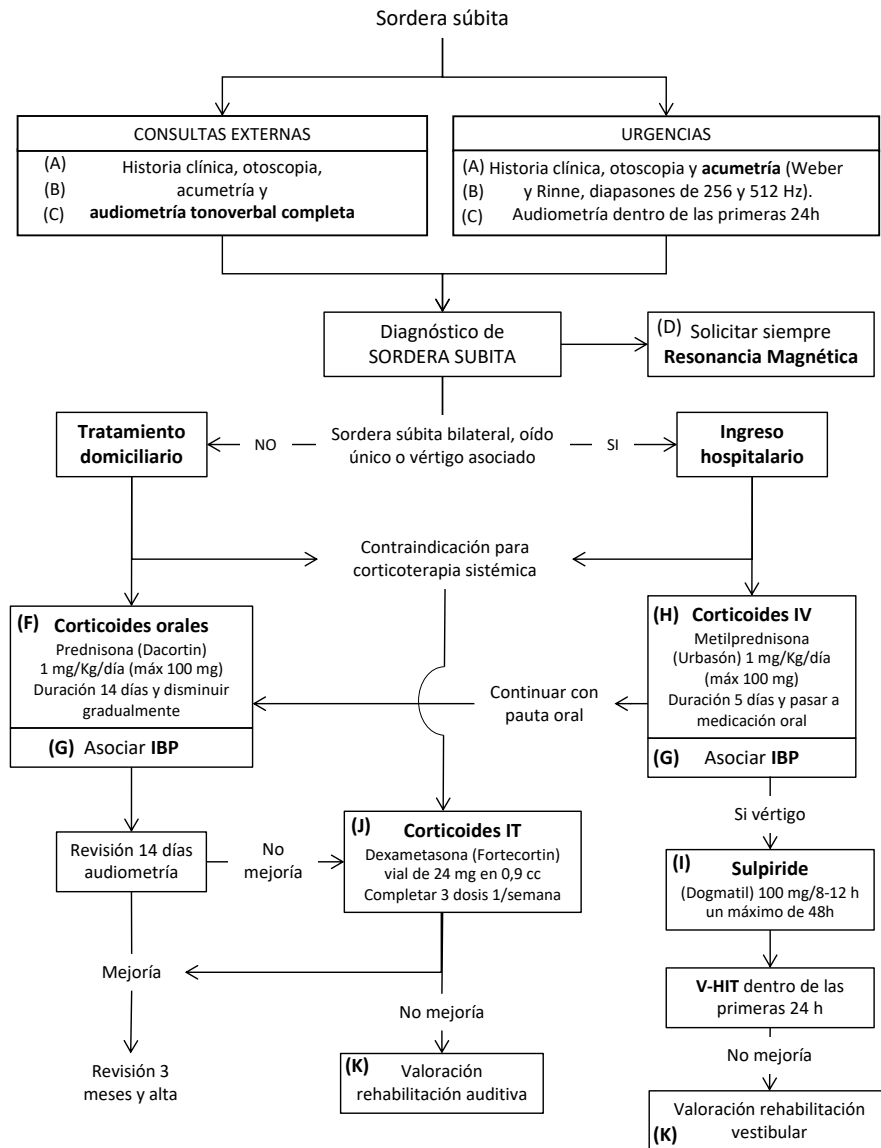 Sordera súbita
CONSULTAS EXTERNAS
(A) Historia clínica, otoscopia,
(B) acumetría y
(C) audiometría tonoverbal completa
URGENCIAS
(A) Historia clínica, otoscopia y acumetría (Weber
(B) y Rinne, diapasones de 256 y 512 Hz).
(C) Audiometría dentro de las primeras 24h
Diagnóstico de
SORDERA SUBITA
(D) Solicitar siempre
Resonancia Magnética
Tratamiento
domiciliario
NO
Sordera súbita bilateral, oído
único o vértigo asociado
SI
Ingreso
hospitalario
Contraindicación para
corticoterapia sistémica
(F) Corticoides orales
Prednisona (Dacortin)
1 mg/Kg/día (máx 100 mg)
Duración 14 días y disminuir
gradualmente
(G) Asociar IBP
Continuar con
pauta oral
(H) Corticoides IV
Metilprednisona
(Urbasón) 1 mg/Kg/día
(máx 100 mg)
Duración 5 días y pasar a
medicación oral
(G) Asociar IBP
Si vértigo
Revisión 14 días
audiometría
No
mejoría
(J) Corticoides IT
Dexametasona (Fortecortin)
vial de 24 mg en 0,9 cc
Completar 3 dosis 1/semana
(I) Sulpiride
(Dogmatil) 100 mg/8-12 h
un máximo de 48h
Mejoría
V-HIT dentro de las
primeras 24 h
No mejoría
No mejoría
Revisión 3
meses y alta
(K) Valoración
rehabilitación auditiva
Valoración rehabilitación
(K) vestibular